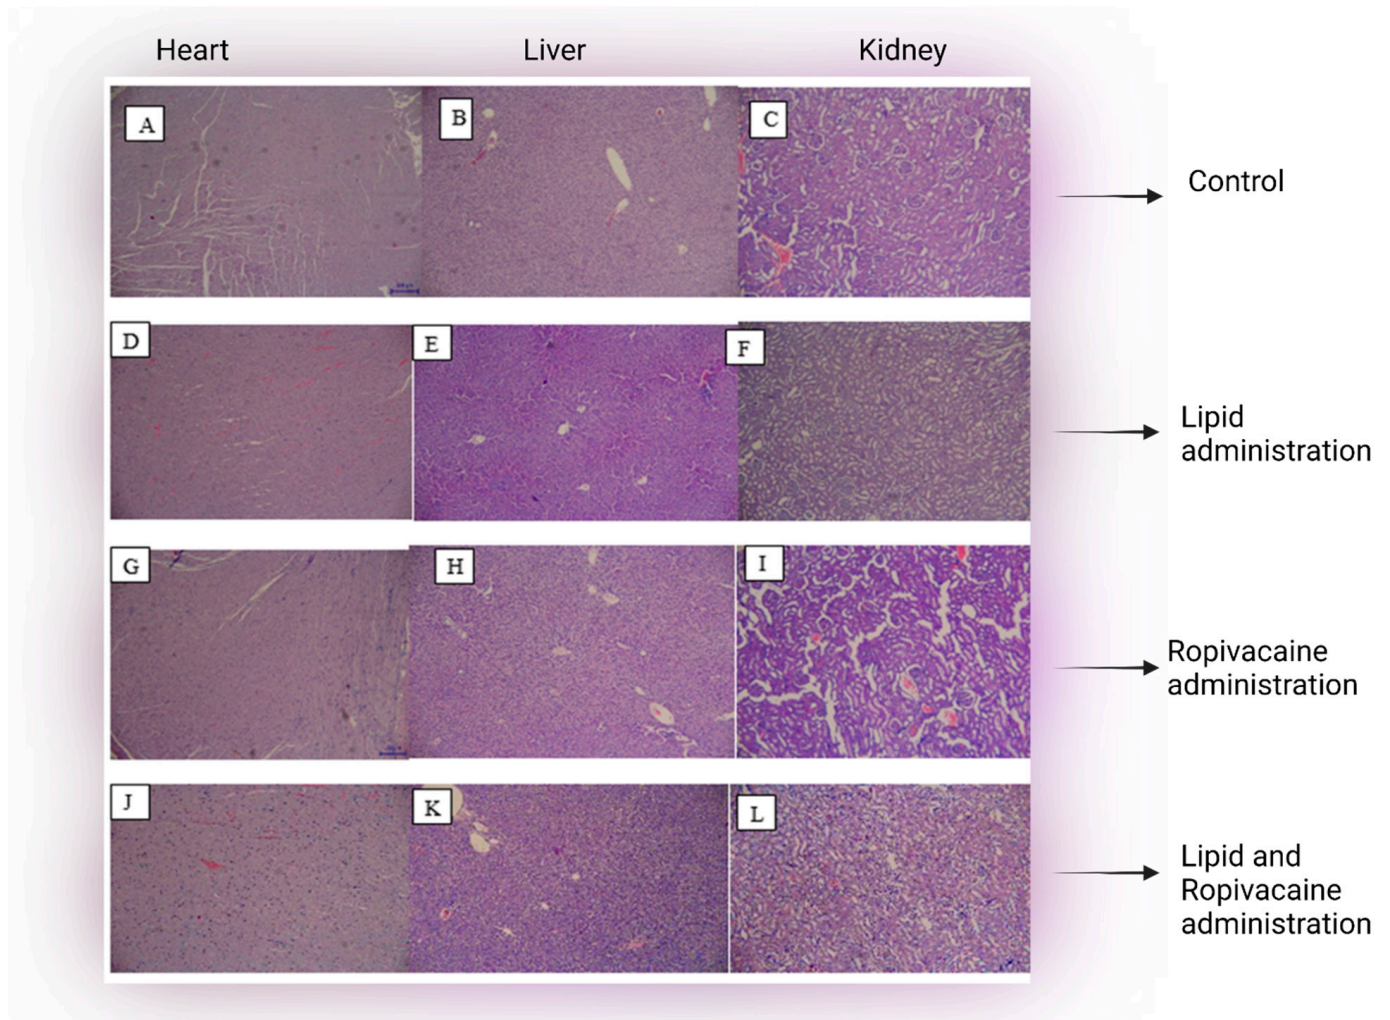 Heart Liver Kidney
A B C
Control
D E F
Lipid
administration
G H I
Ropivacaine
administration
J K L
Lipid and
Ropivacaine
administration